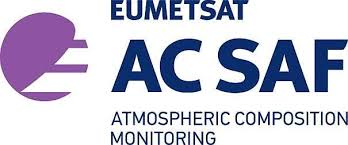 EUMETSAT
AC SAF
ATMOSPHERIC COMPOSITION
MONITORING